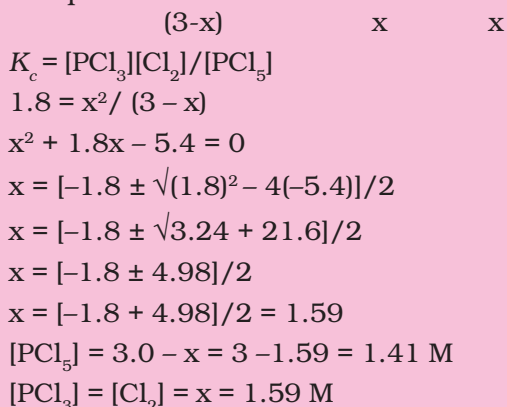 (3-x) x x
K_c = [PCl₃][Cl₂]/[PCl₅]
1.8 = x²/ (3 – x)
x² + 1.8x – 5.4 = 0
x = [–1.8 ± √(1.8)² – 4(–5.4)]/2
x = [–1.8 ± √3.24 + 21.6]/2
x = [–1.8 ± 4.98]/2
x = [–1.8 + 4.98]/2 = 1.59
[PCl₅] = 3.0 – x = 3 –1.59 = 1.41 M
[PCl₃] = [Cl₂] = x = 1.59 M